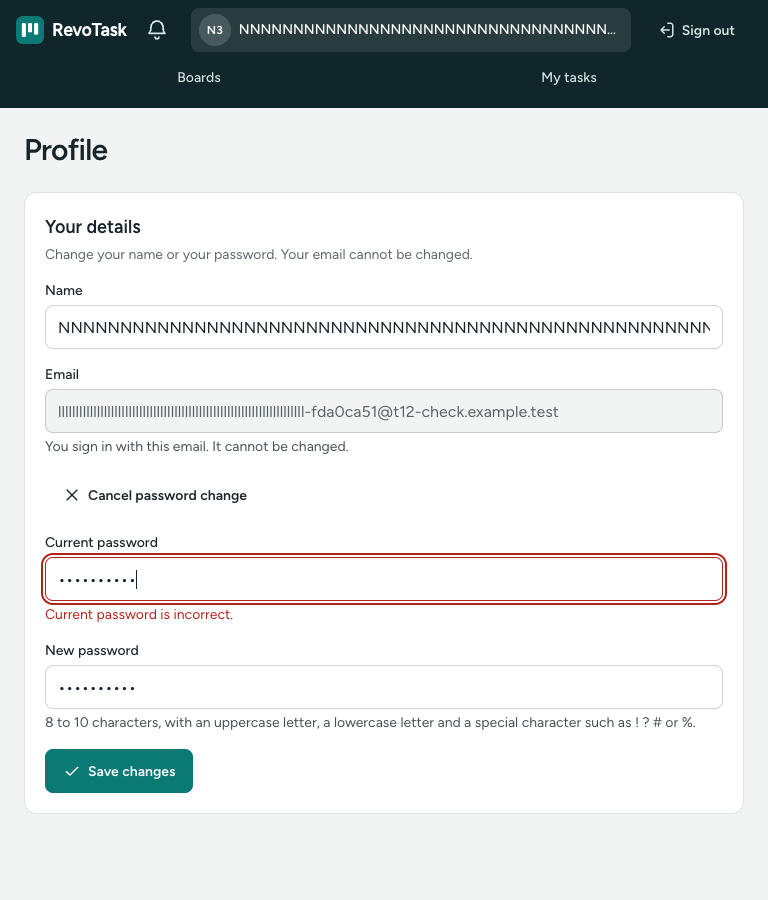 RevoTask
N3 NNNNNNNNNNNNNNNNNNNNNNNNNNNNNNNNNN...
Sign out
Boards
My tasks
Profile
Your details
Change your name or your password. Your email cannot be changed.
Name
Email
-fda0ca51@t12-check.example.test
You sign in with this email. It cannot be changed.
Cancel password change
Current password
••••••••••
Current password is incorrect.
New password
••••••••••
8 to 10 characters, with an uppercase letter, a lowercase letter and a special character such as ! ? # or %.
Save changes